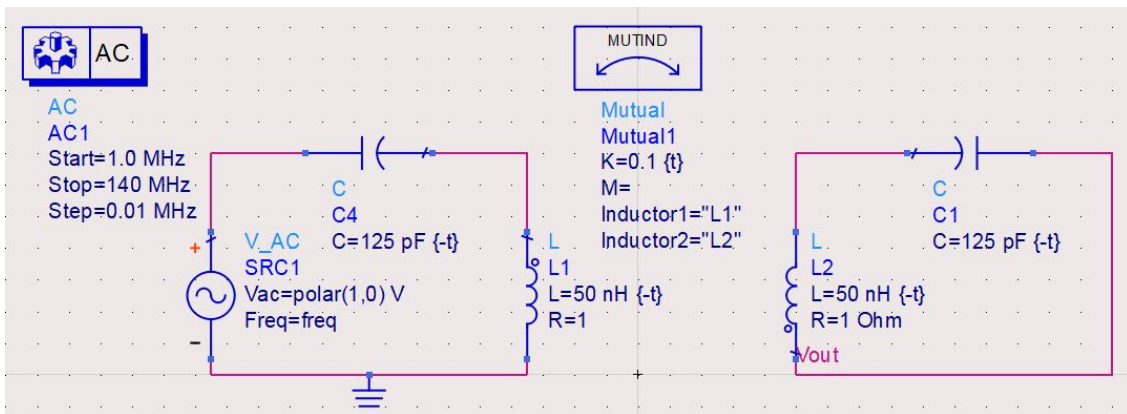 AC
AC
AC1
Start=1.0 MHz
Stop=140 MHz
Step=0.01 MHz
+
V_AC
SRC1
Vac=polar(1,0) V
Freq=freq
−
C
C4
C=125 pF {-t}
L
L1
L=50 nH {-t}
R=1
MUTIND
Mutual
Mutual1
K=0.1 {t}
M=
Inductor1="L1"
Inductor2="L2"
L
L2
L=50 nH {-t}
R=1 Ohm
Vout
C
C1
C=125 pF {-t}